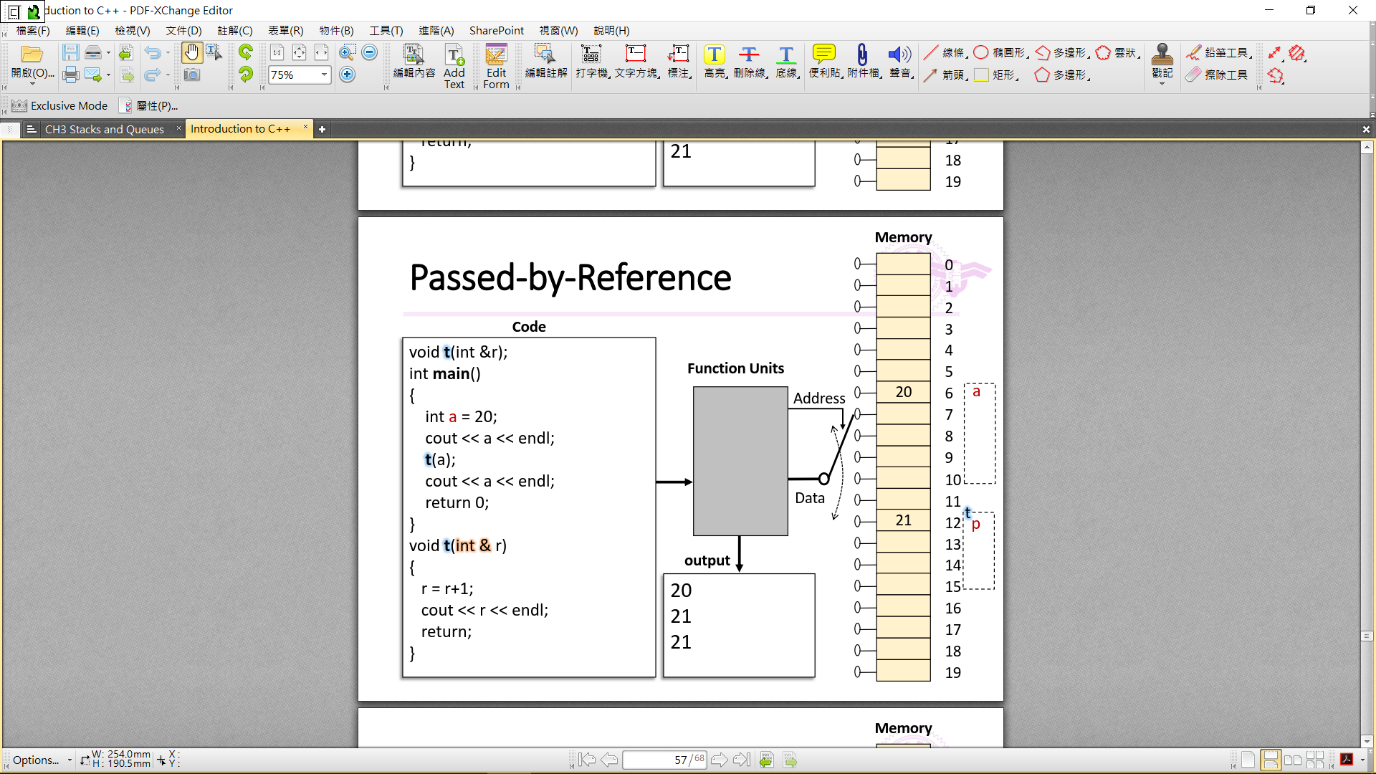 duction to C++ - PDF-XChange Editor
檔案(F) 編輯(E) 檢視(V) 文件(D) 註解(C) 表單(R) 物件(B) 工具(T) 進階(A) SharePoint 視窗(W) 說明(H)
開啟(O)...
75%
編輯內容
Add Text
Edit Form
編輯註解
打字機
文字方塊
標注
高亮
刪除線
底線
便利貼
附件檔
聲音
線條
橢圓形
多邊形
雲狀
箭頭
矩形
多邊形
戳記
鉛筆工具
擦除工具
Exclusive Mode 屬性(P)...
CH3 Stacks and Queues × Introduction to C++ ×
return;
}
21
17
18
19
Passed-by-Reference
Memory
Code
void t(int &r);
int main()
{
int a = 20;
cout << a << endl;
t(a);
cout << a << endl;
return 0;
}
void t(int & r)
{
r = r+1;
cout << r << endl;
return;
}
Function Units
Address
Data
output
20
21
21
0
1
2
3
4
5
20 6 a
7
8
9
10
11
t
21 12 p
13
14
15
16
17
18
19
Memory
Options...
W: 254.0mm
H: 190.5mm
X:
Y:
57/68